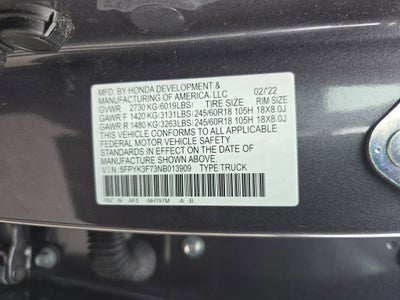 MFD. BY HONDA DEVELOPMENT & 02/22
MANUFACTURING OF AMERICA, LLC
GVWR 2730 KG(6019LBS) TIRE SIZE RIM SIZE
GAWR F 1420 KG(3131LBS) 245/60R18 105H 18X8.0J
GAWR R 1480 KG(3263LBS) 245/60R18 105H 18X8.0J
THIS VEHICLE CONFORMS TO ALL APPLICABLE
FEDERAL MOTOR VEHICLE SAFETY
STANDARDS IN EFFECT ON THE DATE OF
MANUFACTURE SHOWN ABOVE.
V.I.N. 5FPYK3F73NB013909 TYPE TRUCK
T6Z N AF5 NH797M -A -B